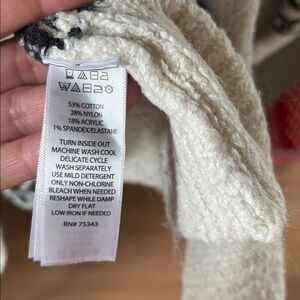 53% COTTON
28% NYLON
18% ACRYLIC
1% SPANDEX/ELASTANE
TURN INSIDE OUT
MACHINE WASH COOL
DELICATE CYCLE
WASH SEPARATELY
USE MILD DETERGENT
ONLY NON-CHLORINE
BLEACH WHEN NEEDED
RESHAPE WHILE DAMP
DRY FLAT
LOW IRON IF NEEDED
RN# 75343